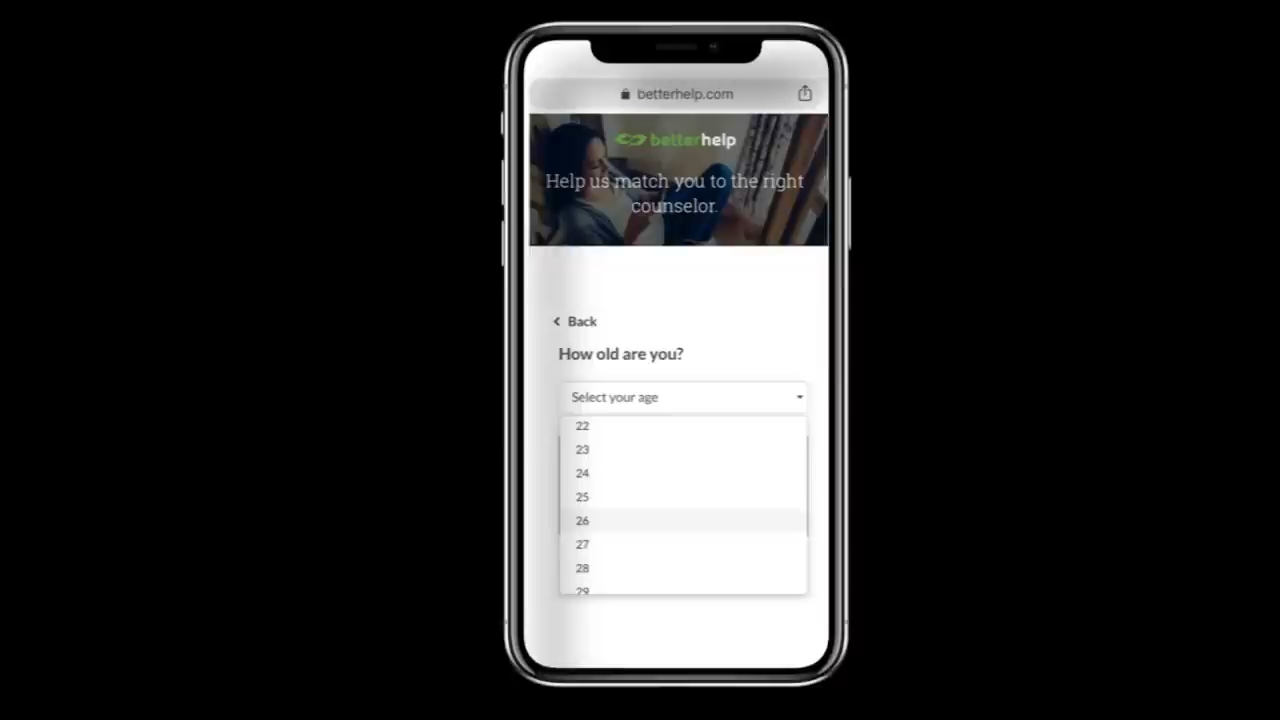 betterhelp.com
betterhelp
Help us match you to the right
counselor.
Back
How old are you?
Select your age
22
23
24
25
26
27
28
29